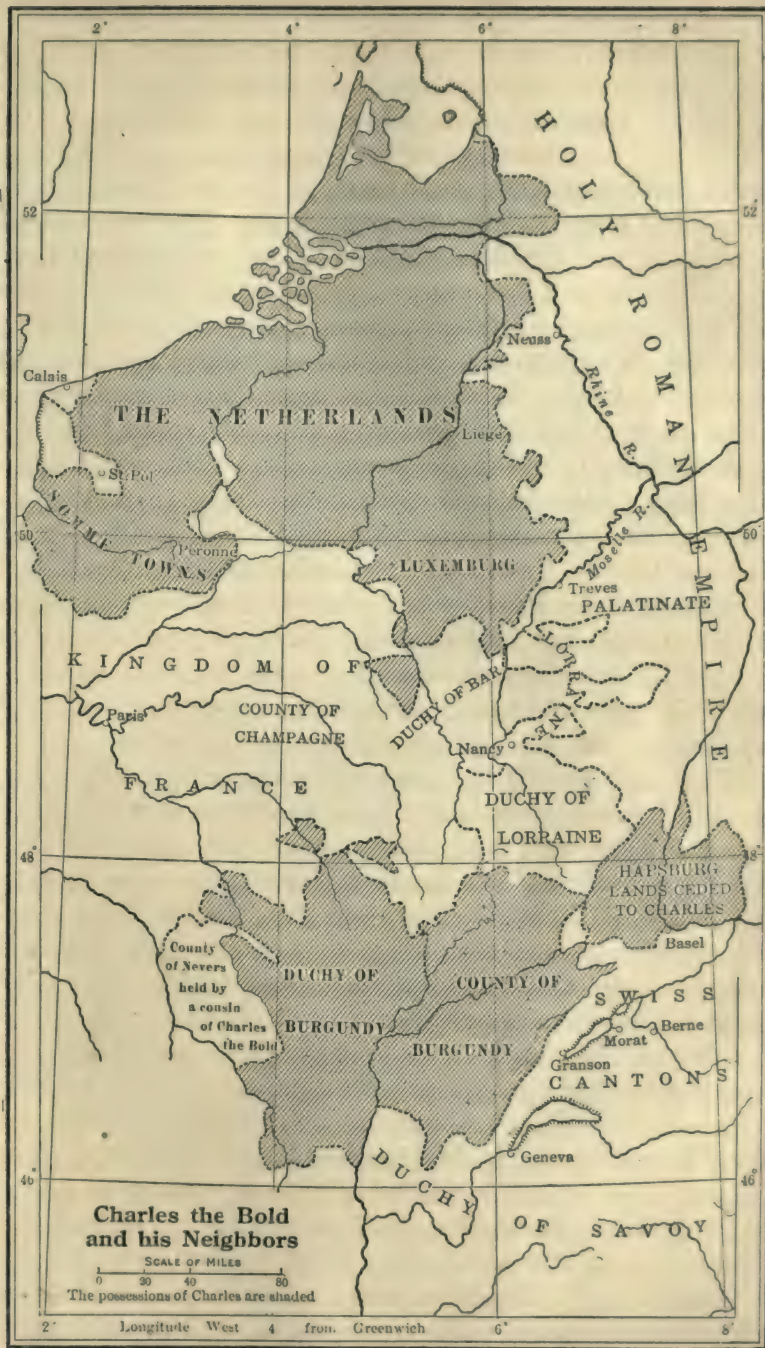 2° 4° 6° 8°
HOLY
ROMAN
EMPIRE
52 52°
Neuss
Rhine R.
Calais
THE NETHERLANDS
Liege
St. Pol
SOMME TOWNS
Peronne
50 50°
Moselle R.
LUXEMBURG
Treves
PALATINATE
LORRAINE
KINGDOM OF
DUCHY OF BAR
Paris
COUNTY OF
CHAMPAGNE
Nancy
FRANCE
DUCHY OF
LORRAINE
48° 48°
HAPSBURG
LANDS CEDED
TO CHARLES
Basel
County
of Nevers
held by
a cousin
of Charles
the Bold
DUCHY OF
BURGUNDY
COUNTY OF
BURGUNDY
SWISS
Berne
Morat
Granson
CANTONS
Geneva
46° 46°
DUCHY
OF SAVOY
Charles the Bold
and his Neighbors
SCALE OF MILES
0 20 40 80
The possessions of Charles are shaded
2° Longitude West 4 from Greenwich 6° 8°